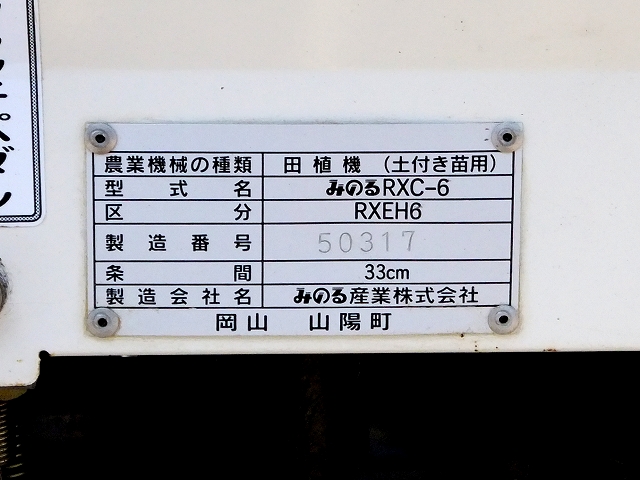 農業機械の種類 田植機 (土付き苗用)
型式名 みのるRXC-6
区分 RXEH6
製造番号 50317
条間 33cm
製造会社名 みのる産業株式会社
岡山 山陽町